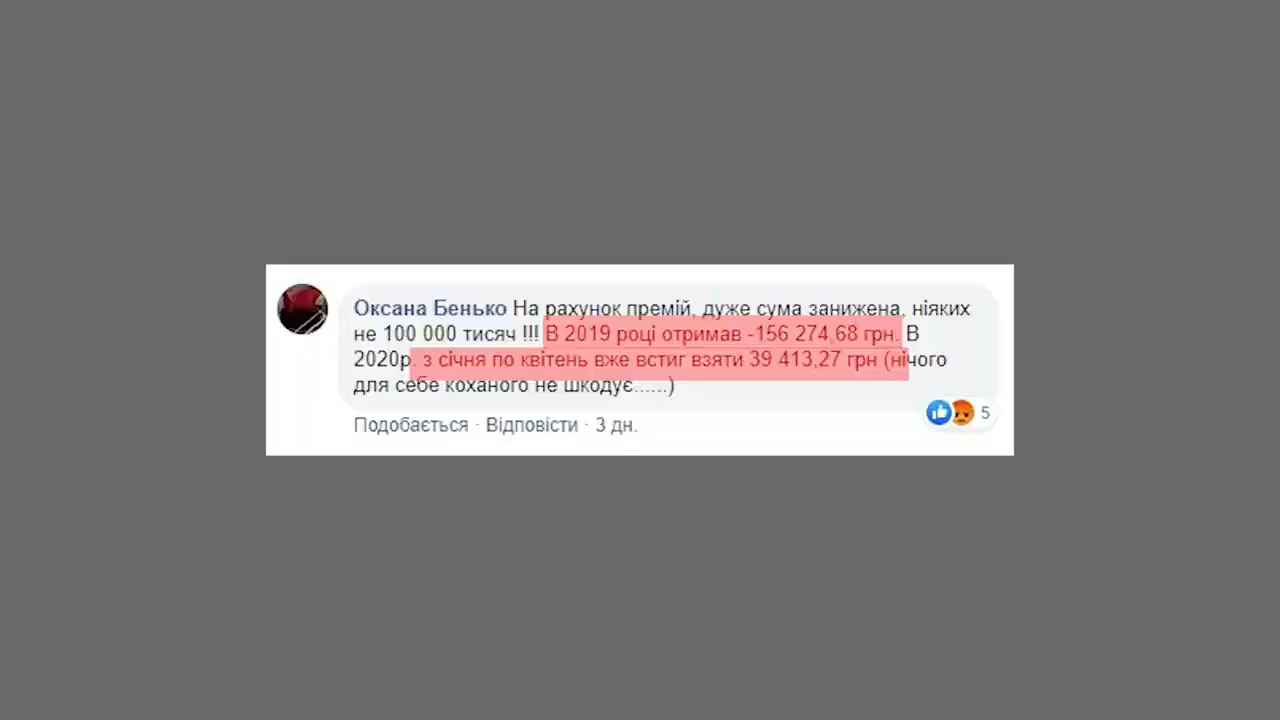 Оксана Бенько На рахунок премій, дуже сума занижена, ніяких
не 100 000 тисяч !!! В 2019 році отримав -156 274,68 грн. В
2020р. з січня по квітень вже встиг взяти 39 413,27 грн (нічого
для себе коханого не шкодує......)
Подобається · Відповісти · 3 дн.
5